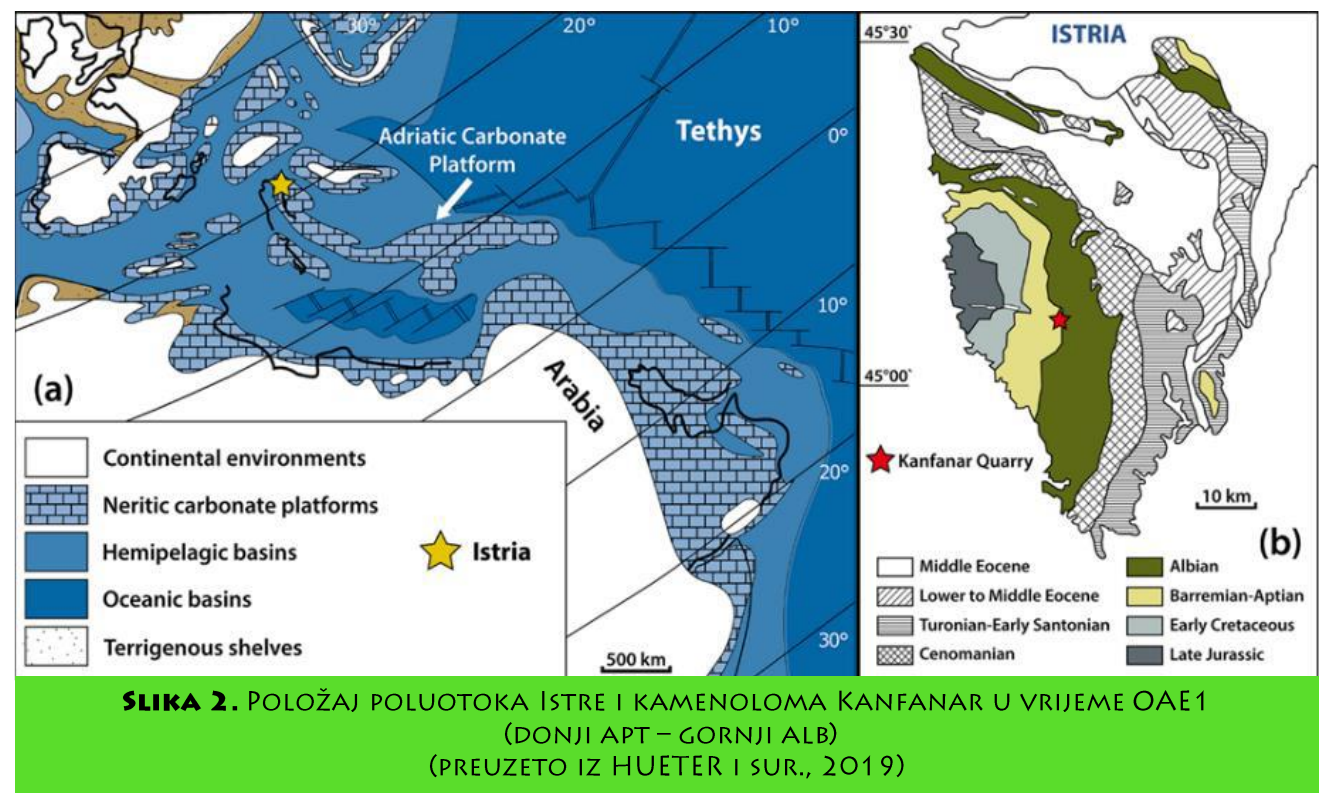 30°
20°
10°
Adriatic Carbonate
Platform
Tethys
0°
10°
Arabia
20°
30°
(a)
Continental environments
Neritic carbonate platforms
Hemipelagic basins
Oceanic basins
Terrigenous shelves
Istria
500 km
45°30'
ISTRIA
45°00'
Kanfanar Quarry
10 km
(b)
Middle Eocene
Lower to Middle Eocene
Turonian-Early Santonian
Cenomanian
Albian
Barremian-Aptian
Early Cretaceous
Late Jurassic
Slika 2. Položaj poluotoka Istre i kamenoloma Kanfanar u vrijeme OAE1
(donji apt – gornji alb)
(preuzeto iz HUETER i sur., 2019)